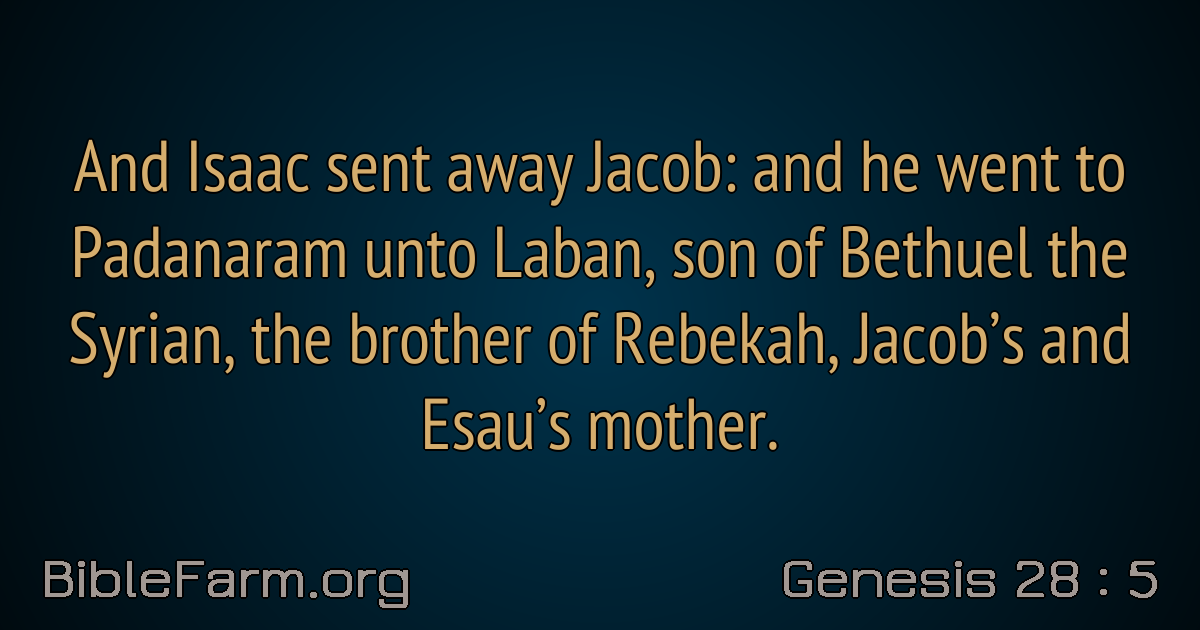 And Isaac sent away Jacob: and he went to
Padanaram unto Laban, son of Bethuel the
Syrian, the brother of Rebekah, Jacob’s and
Esau’s mother.
BibleFarm.org
Genesis 28 : 5